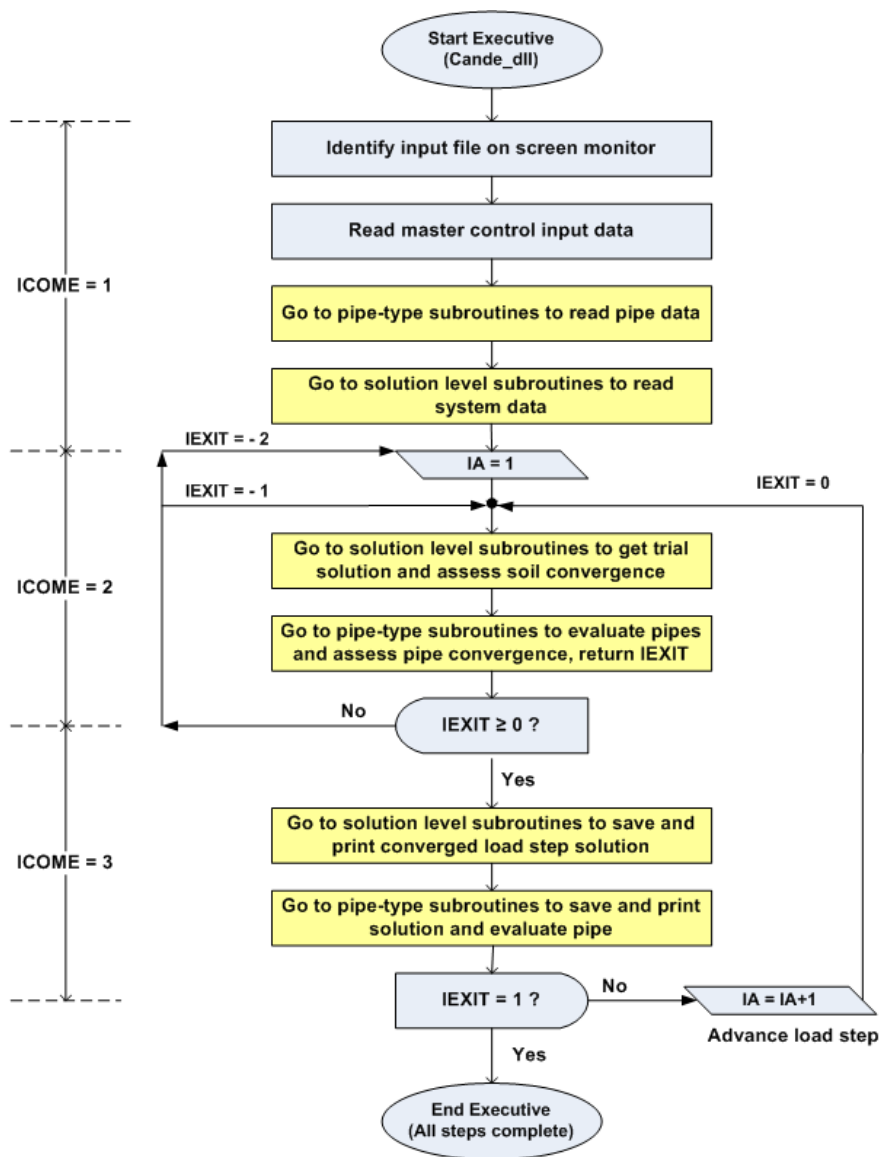 Start Executive
(Cande_dll)
Identify input file on screen monitor
Read master control input data
ICOME = 1
Go to pipe-type subroutines to read pipe data
Go to solution level subroutines to read
system data
IEXIT = - 2
IA = 1
IEXIT = - 1
IEXIT = 0
Go to solution level subroutines to get trial
solution and assess soil convergence
ICOME = 2
Go to pipe-type subroutines to evaluate pipes
and assess pipe convergence, return IEXIT
No
IEXIT ≥ 0 ?
Yes
Go to solution level subroutines to save and
print converged load step solution
ICOME = 3
Go to pipe-type subroutines to save and print
solution and evaluate pipe
IEXIT = 1 ?
No
IA = IA+1
Advance load step
Yes
End Executive
(All steps complete)